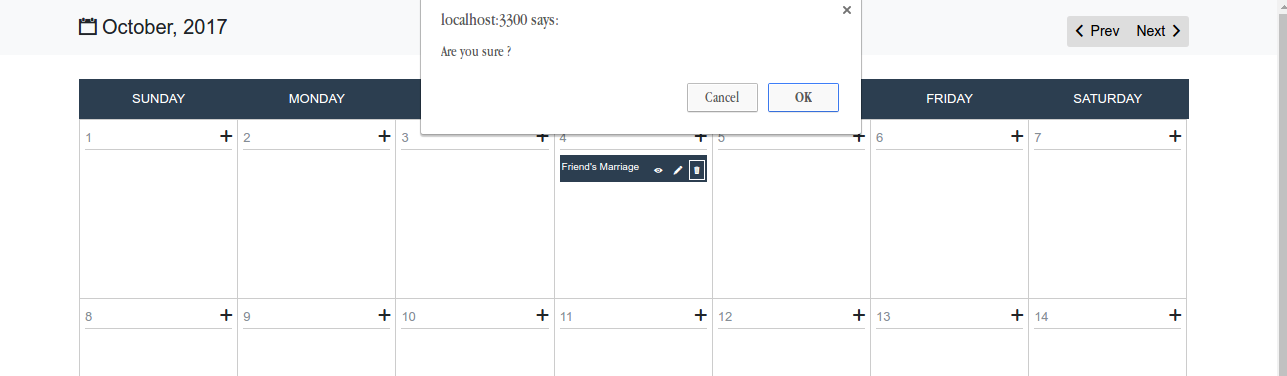 October, 2017
localhost:3300 says:
Are you sure ?
Cancel OK
Prev Next
SUNDAY MONDAY FRIDAY SATURDAY
1 2 3 4 5 6 7
Friend's Marriage
8 9 10 11 12 13 14